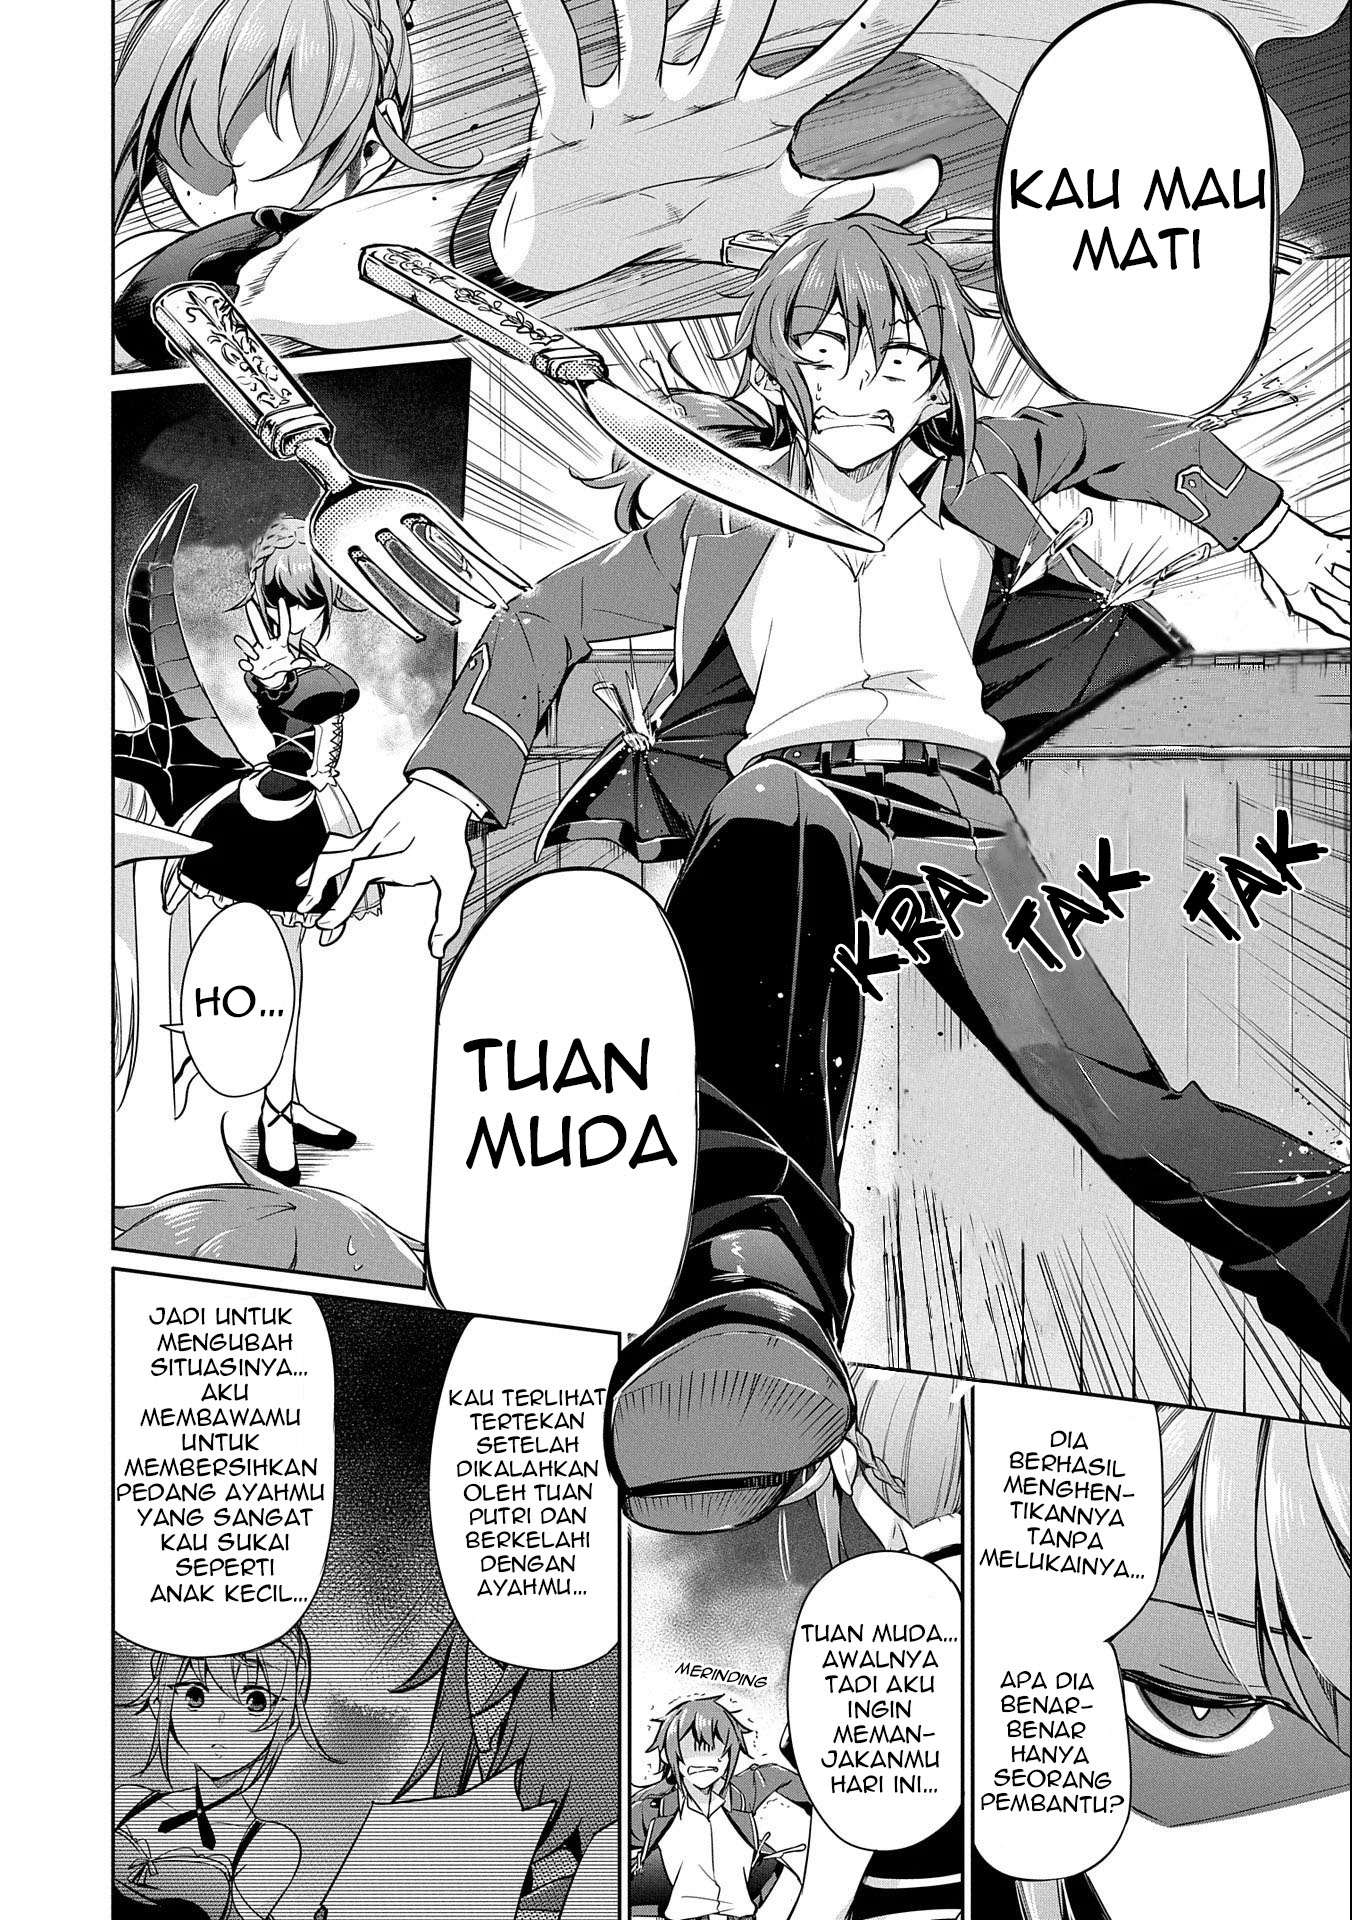 KAU MAU
MATI
KRA
TAK
TAK
TUAN
MUDA
HO...
DIA
BERHASIL
MENGHEN-
TIKANNYA
TANPA
MELUKAINYA...
APA DIA
BENAR-
BENAR
HANYA
SEORANG
PEMBANTU?
TUAN MUDA...
AWALNYA
TADI AKU
INGIN
MEMAN-
JAKANMU
HARI INI...
MERINDING
KAU TERLIHAT
TERTEKAN
SETELAH
DIKALAHKAN
OLEH TUAN
PUTRI DAN
BERKELAHI
DENGAN
AYAHMU...
JADI UNTUK
MENGUBAH
SITUASINYA...
AKU
MEMBAWAMU
UNTUK
MEMBERSIHKAN
PEDANG AYAHMU
YANG SANGAT
KAU SUKAI
SEPERTI
ANAK KECIL...